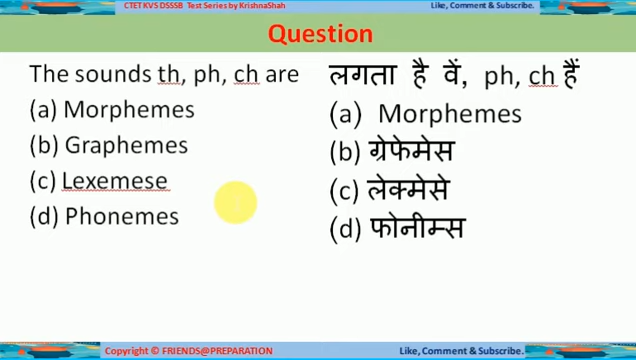 CTET KVS DSSSB Test Series by KrishnaShah
Like, Comment & Subscribe.
Question
The sounds th, ph, ch are
(a) Morphemes
(b) Graphemes
(c) Lexemese
(d) Phonemes
लगता है वें, ph, ch हैं
(a) Morphemes
(b) ग्रेफेमेस
(c) लेक्मेसे
(d) फोनीम्स
Copyright © FRIENDS@PREPARATION
Like, Comment & Subscribe.